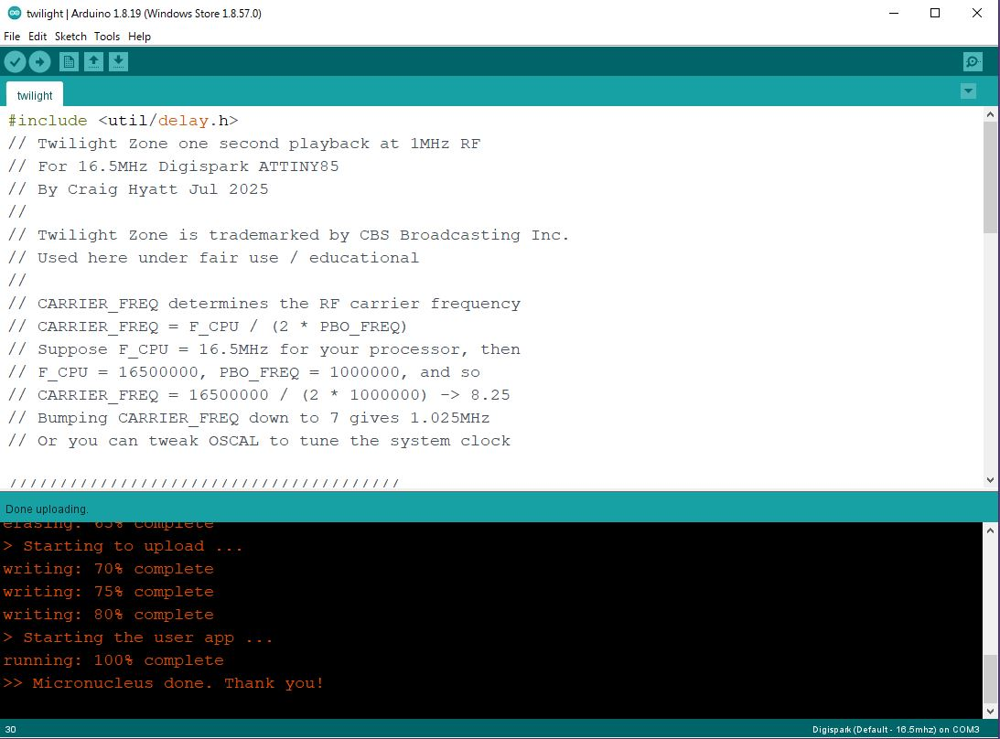 twilight | Arduino 1.8.19 (Windows Store 1.8.57.0)
File Edit Sketch Tools Help
twilight
#include <util/delay.h>
// Twilight Zone one second playback at 1MHz RF
// For 16.5MHz Digispark ATTINY85
// By Craig Hyatt Jul 2025
//
// Twilight Zone is trademarked by CBS Broadcasting Inc.
// Used here under fair use / educational
//
// CARRIER_FREQ determines the RF carrier frequency
// CARRIER_FREQ = F_CPU / (2 * PBO_FREQ)
// Suppose F_CPU = 16.5MHz for your processor, then
// F_CPU = 16500000, PBO_FREQ = 1000000, and so
// CARRIER_FREQ = 16500000 / (2 * 1000000) -> 8.25
// Bumping CARRIER_FREQ down to 7 gives 1.025MHz
// Or you can tweak OSCAL to tune the system clock
///////////////////////////////////////
Done uploading.
erasing: 65% complete
> Starting to upload ...
writing: 70% complete
writing: 75% complete
writing: 80% complete
> Starting the user app ...
running: 100% complete
>> Micronucleus done. Thank you!
30
Digispark (Default - 16.5mhz) on COM3